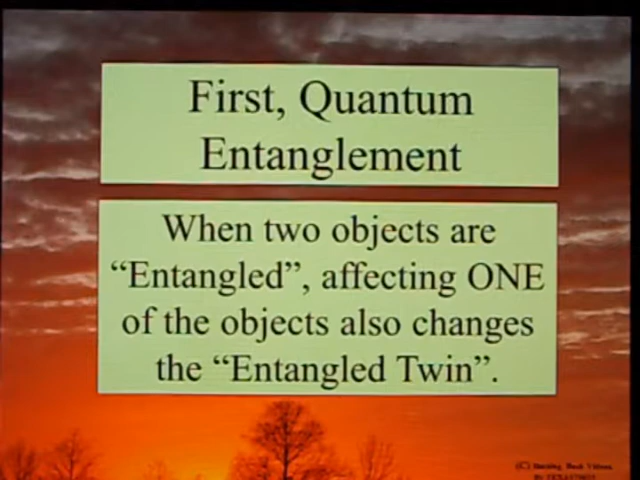 First, Quantum
Entanglement
When two objects are
“Entangled”, affecting ONE
of the objects also changes
the “Entangled Twin”.
(C)